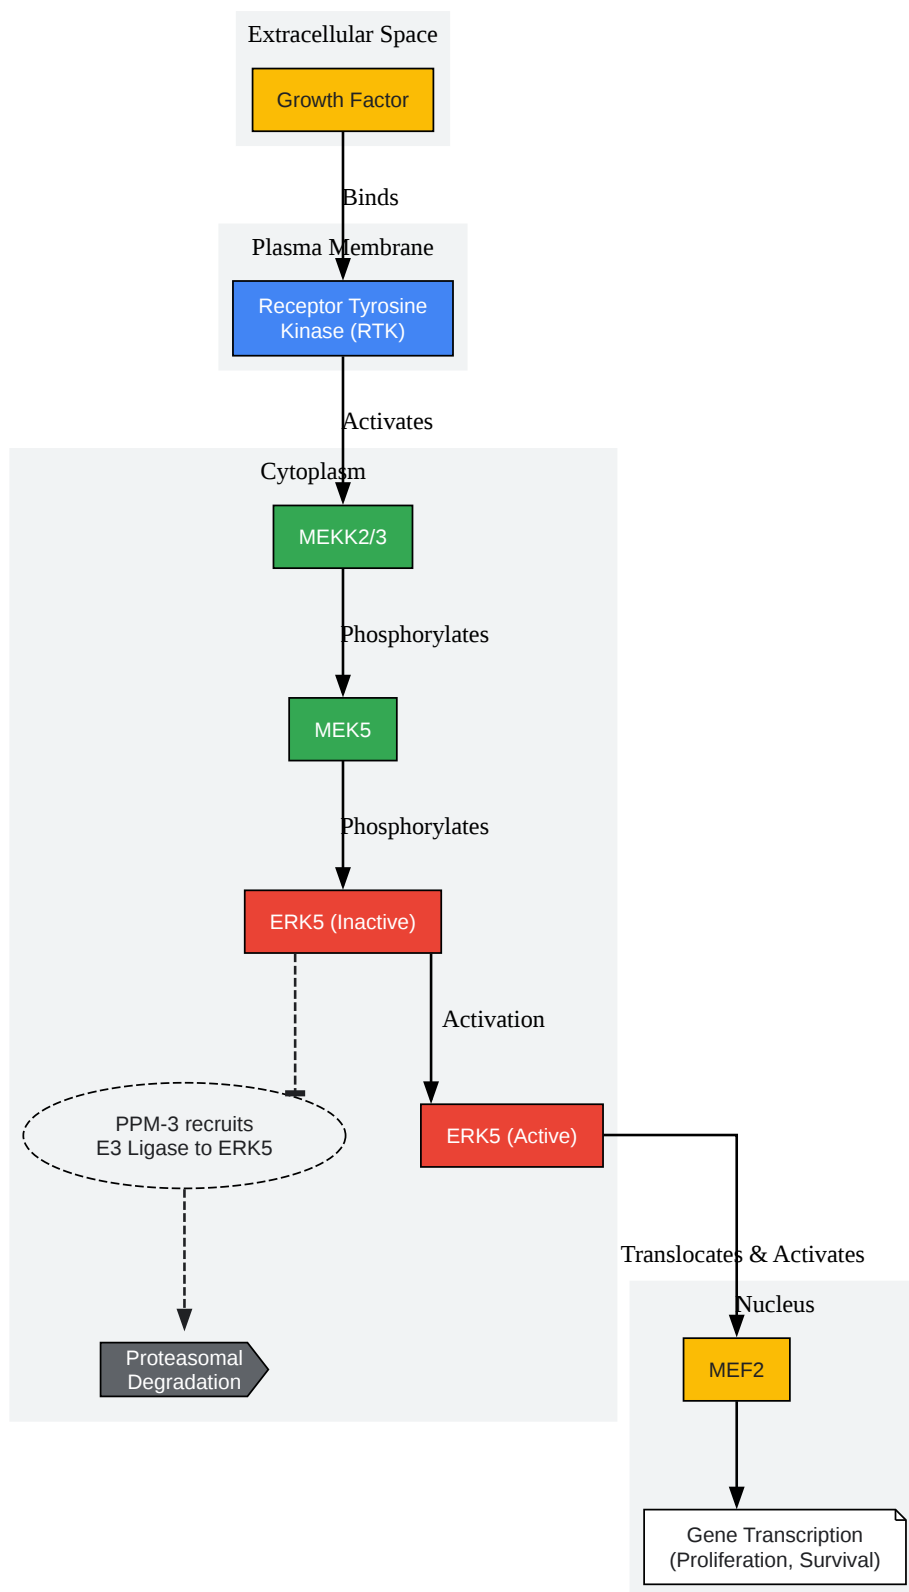 Extracellular Space
Growth Factor
Binds
Plasma Membrane
Receptor Tyrosine
Kinase (RTK)
Activates
Cytoplasm
MEKK2/3
Phosphorylates
MEK5
Phosphorylates
ERK5 (Inactive)
Activation
PPM-3 recruits
E3 Ligase to ERK5
ERK5 (Active)
Translocates & Activates
Nucleus
Proteasomal
Degradation
MEF2
Gene Transcription
(Proliferation, Survival)